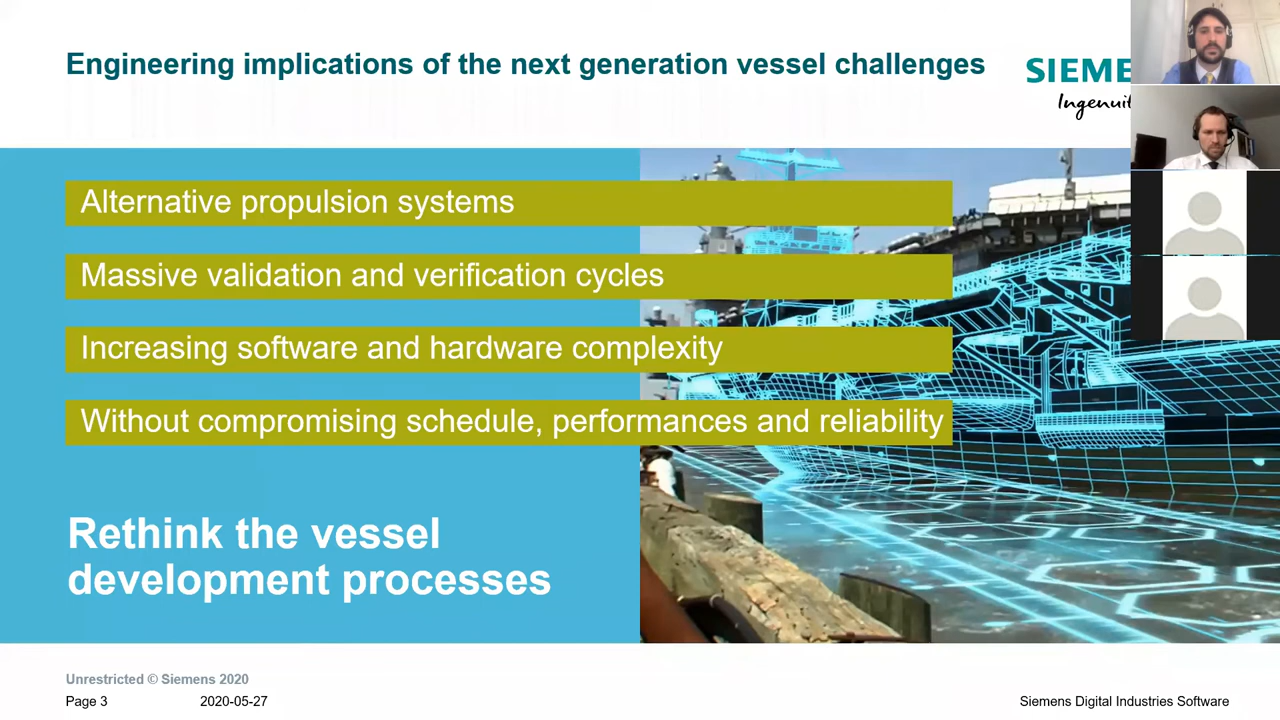 Engineering implications of the next generation vessel challenges
SIEME
Ingenuit
Alternative propulsion systems
Massive validation and verification cycles
Increasing software and hardware complexity
Without compromising schedule, performances and reliability
Rethink the vessel
development processes
Unrestricted © Siemens 2020
Page 3
2020-05-27
Siemens Digital Industries Software